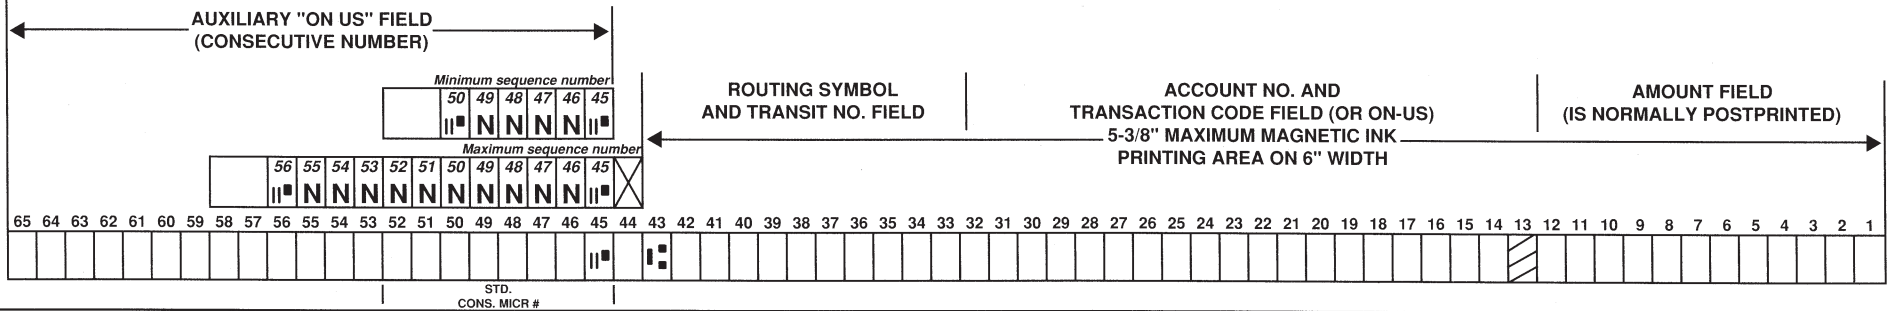 AUXILIARY "ON US" FIELD
(CONSECUTIVE NUMBER)
Minimum sequence number
50 49 48 47 46 45
⑈ N N N N ⑈
Maximum sequence number
56 55 54 53 52 51 50 49 48 47 46 45
⑈ N N N N N N N N N N ⑈
ROUTING SYMBOL
AND TRANSIT NO. FIELD
ACCOUNT NO. AND
TRANSACTION CODE FIELD (OR ON-US)
5-3/8" MAXIMUM MAGNETIC INK
PRINTING AREA ON 6" WIDTH
AMOUNT FIELD
(IS NORMALLY POSTPRINTED)
65 64 63 62 61 60 59 58 57 56 55 54 53 52 51 50 49 48 47 46 45 44 43 42 41 40 39 38 37 36 35 34 33 32 31 30 29 28 27 26 25 24 23 22 21 20 19 18 17 16 15 14 13 12 11 10 9 8 7 6 5 4 3 2 1
⑈ ⑆
STD.
CONS. MICR #